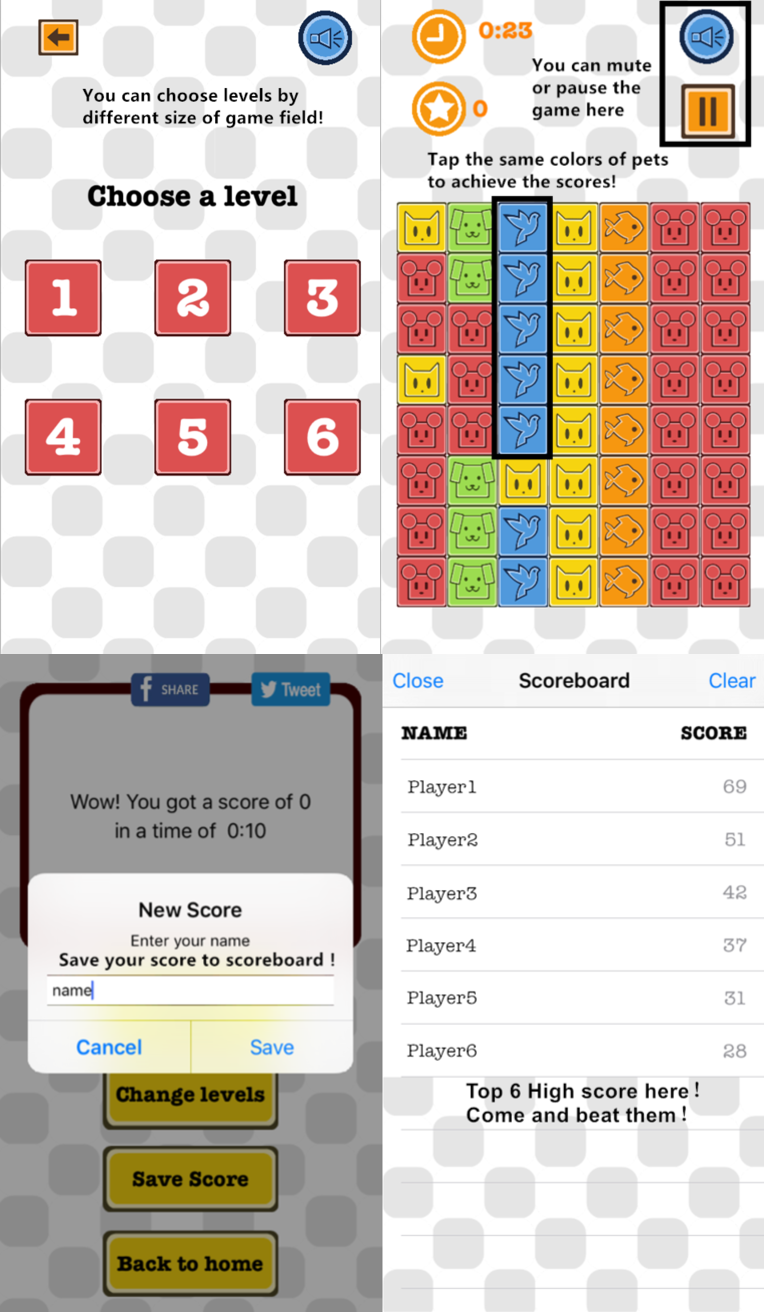 You can choose levels by
different size of game field!
Choose a level
1 2 3
4 5 6
0:23
You can mute
or pause the
game here
0
Tap the same colors of pets
to achieve the scores!
f SHARE
Tweet
Wow! You got a score of 0
in a time of 0:10
New Score
Enter your name
Save your score to scoreboard !
name
Cancel Save
Change levels
Save Score
Back to home
Close Scoreboard Clear
NAME SCORE
Player1 69
Player2 51
Player3 42
Player4 37
Player5 31
Player6 28
Top 6 High score here !
Come and beat them !